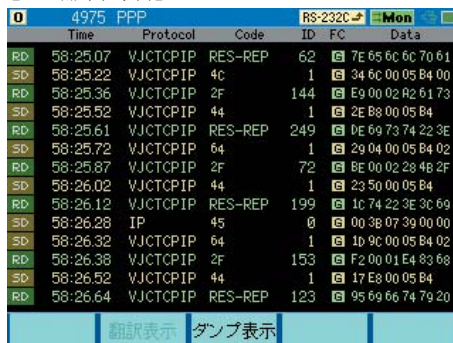 0 4975 PPP RS-232C Mon
Time Protocol Code ID FC Data
RD 58:25.07 VJCTCPIP RES-REP 62 G 7E 65 6C 6C 70 61
SD 58:25.22 VJCTCPIP 4C 1 G 34 6C 00 05 B4 00
RD 58:25.36 VJCTCPIP 2F 144 G E9 00 02 A2 61 73
SD 58:25.52 VJCTCPIP 44 1 G 2E B8 00 05 B4
RD 58:25.61 VJCTCPIP RES-REP 249 G DE 69 73 74 22 3E
SD 58:25.72 VJCTCPIP 64 1 G 29 04 00 05 B4 02
RD 58:25.87 VJCTCPIP 2F 72 G BE 00 02 28 4B 2F
SD 58:26.02 VJCTCPIP 44 1 G 23 50 00 05 B4
RD 58:26.12 VJCTCPIP RES-REP 199 G 1C 74 22 3E 3C 69
SD 58:26.28 IP 45 0 G 00 3B 07 39 00 00
SD 58:26.32 VJCTCPIP 64 1 G 1D 9C 00 05 B4 02
RD 58:26.38 VJCTCPIP 2F 153 G F2 00 01 E4 83 68
SD 58:26.52 VJCTCPIP 44 1 G 17 E8 00 05 B4
RD 58:26.64 VJCTCPIP RES-REP 123 G 95 69 66 74 79 20
翻訳表示 ダンプ表示